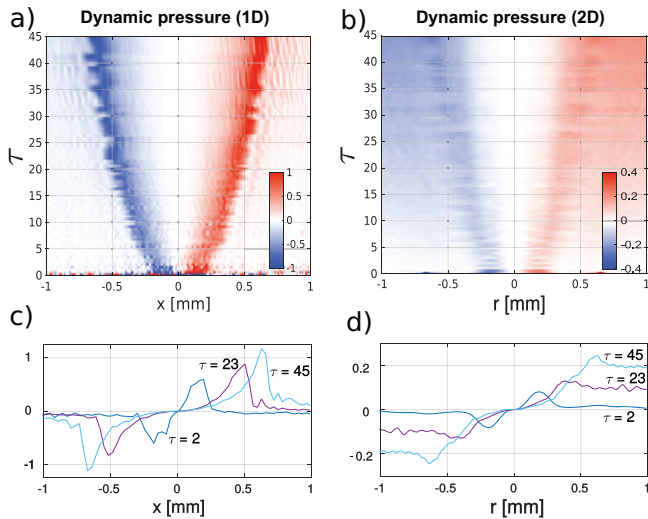 a)
Dynamic pressure (1D)
45
40
35
30
25
20
15
10
5
0
τ
1
0.5
0
-0.5
-1
-1 -0.5 0 0.5 1
x [mm]
b)
Dynamic pressure (2D)
45
40
35
30
25
20
15
10
5
0
τ
0.4
0.2
0
-0.2
-0.4
-1 -0.5 0 0.5 1
r [mm]
c)
1
0
-1
τ = 23
τ = 45
τ = 2
-1 -0.5 0 0.5 1
x [mm]
d)
0.2
0
-0.2
τ = 45
τ = 23
τ = 2
-1 -0.5 0 0.5 1
r [mm]